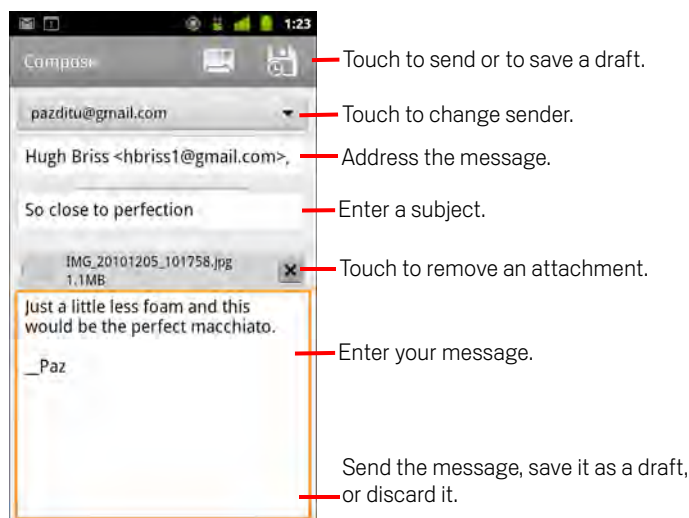 1:23
Compose
Touch to send or to save a draft.
pazditu@gmail.com
Touch to change sender.
Hugh Briss <hbriss1@gmail.com>,
Address the message.
So close to perfection
Enter a subject.
IMG_20101205_101758.jpg
1.1MB
Touch to remove an attachment.
Just a little less foam and this
would be the perfect macchiato.
__Paz
Enter your message.
Send the message, save it as a draft,
or discard it.